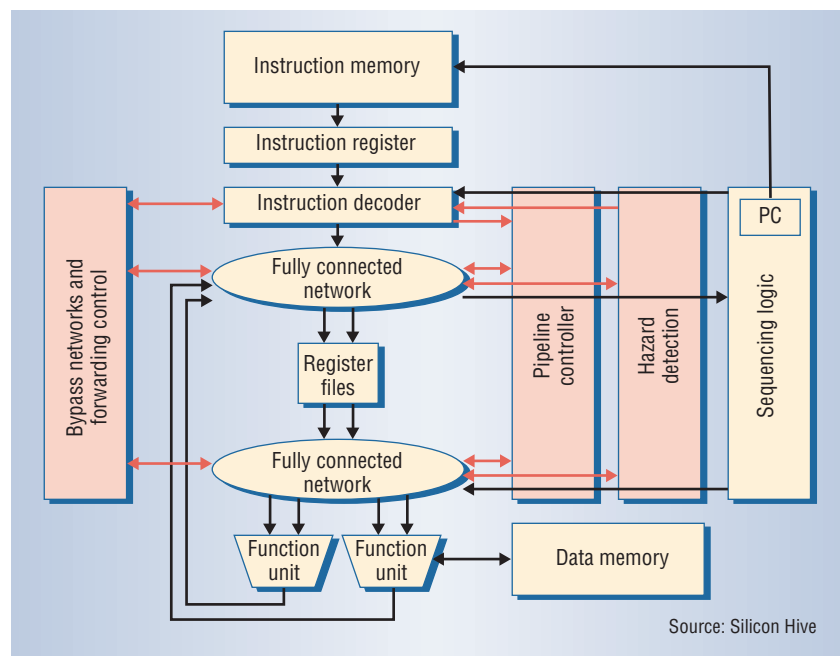 Instruction memory
Instruction register
Instruction decoder
PC
Fully connected
network
Bypass networks and
forwarding control
Register
files
Pipeline
controller
Hazard
detection
Sequencing logic
Fully connected
network
Function
unit
Function
unit
Data memory
Source: Silicon Hive